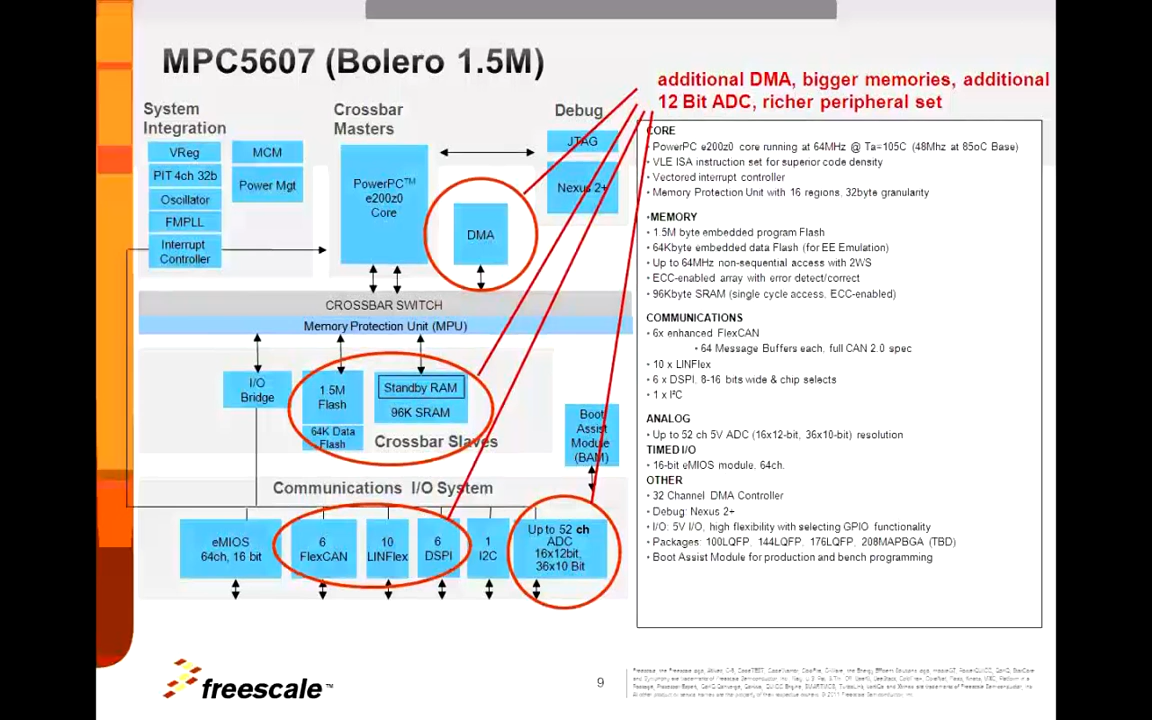 MPC5607 (Bolero 1.5M)
additional DMA, bigger memories, additional
12 Bit ADC, richer peripheral set
System
Integration
Crossbar
Masters
Debug
VReg
MCM
PIT 4ch 32b
Power Mgt
Oscillator
FMPLL
Interrupt
Controller
PowerPC™
e200z0
Core
DMA
JTAG
Nexus 2+
CROSSBAR SWITCH
Memory Protection Unit (MPU)
I/O
Bridge
1.5M
Flash
64K Data
Flash
Standby RAM
96K SRAM
Crossbar Slaves
Boot
Assist
Module
(BAM)
Communications I/O System
eMIOS
64ch, 16 bit
6
FlexCAN
10
LINFlex
6
DSPI
1
I2C
Up to 52 ch
ADC
16x12bit,
36x10 Bit
CORE
• PowerPC e200z0 core running at 64MHz @ Ta=105C (48Mhz at 85oC Base)
• VLE ISA instruction set for superior code density
• Vectored interrupt controller
• Memory Protection Unit with 16 regions, 32byte granularity
•MEMORY
• 1.5M byte embedded program Flash
• 64Kbyte embedded data Flash (for EE Emulation)
• Up to 64MHz non-sequential access with 2WS
• ECC-enabled array with error detect/correct
• 96Kbyte SRAM (single cycle access, ECC-enabled)
COMMUNICATIONS
• 6x enhanced FlexCAN
• 64 Message Buffers each, full CAN 2.0 spec
• 10 x LINFlex
• 6 x DSPI, 8-16 bits wide & chip selects
• 1 x I²C
ANALOG
• Up to 52 ch 5V ADC (16x12-bit, 36x10-bit) resolution
TIMED I/O
• 16-bit eMIOS module, 64ch.
OTHER
• 32 Channel DMA Controller
• Debug: Nexus 2+
• I/O: 5V I/O, high flexibility with selecting GPIO functionality
• Packages: 100LQFP, 144LQFP, 176LQFP, 208MAPBGA (TBD)
• Boot Assist Module for production and bench programming
freescale™
9